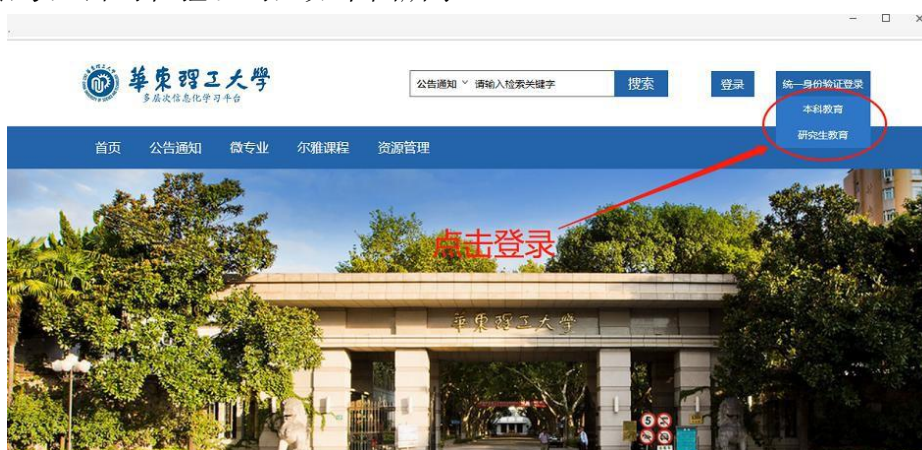 華東理工大學
多层次信息化学习平台
公告通知 请输入检索关键字 搜索 登录 统一身份验证登录
本科教育
研究生教育
首页 公告通知 微专业 尔雅课程 资源管理
点击登录
華東理工大學
5